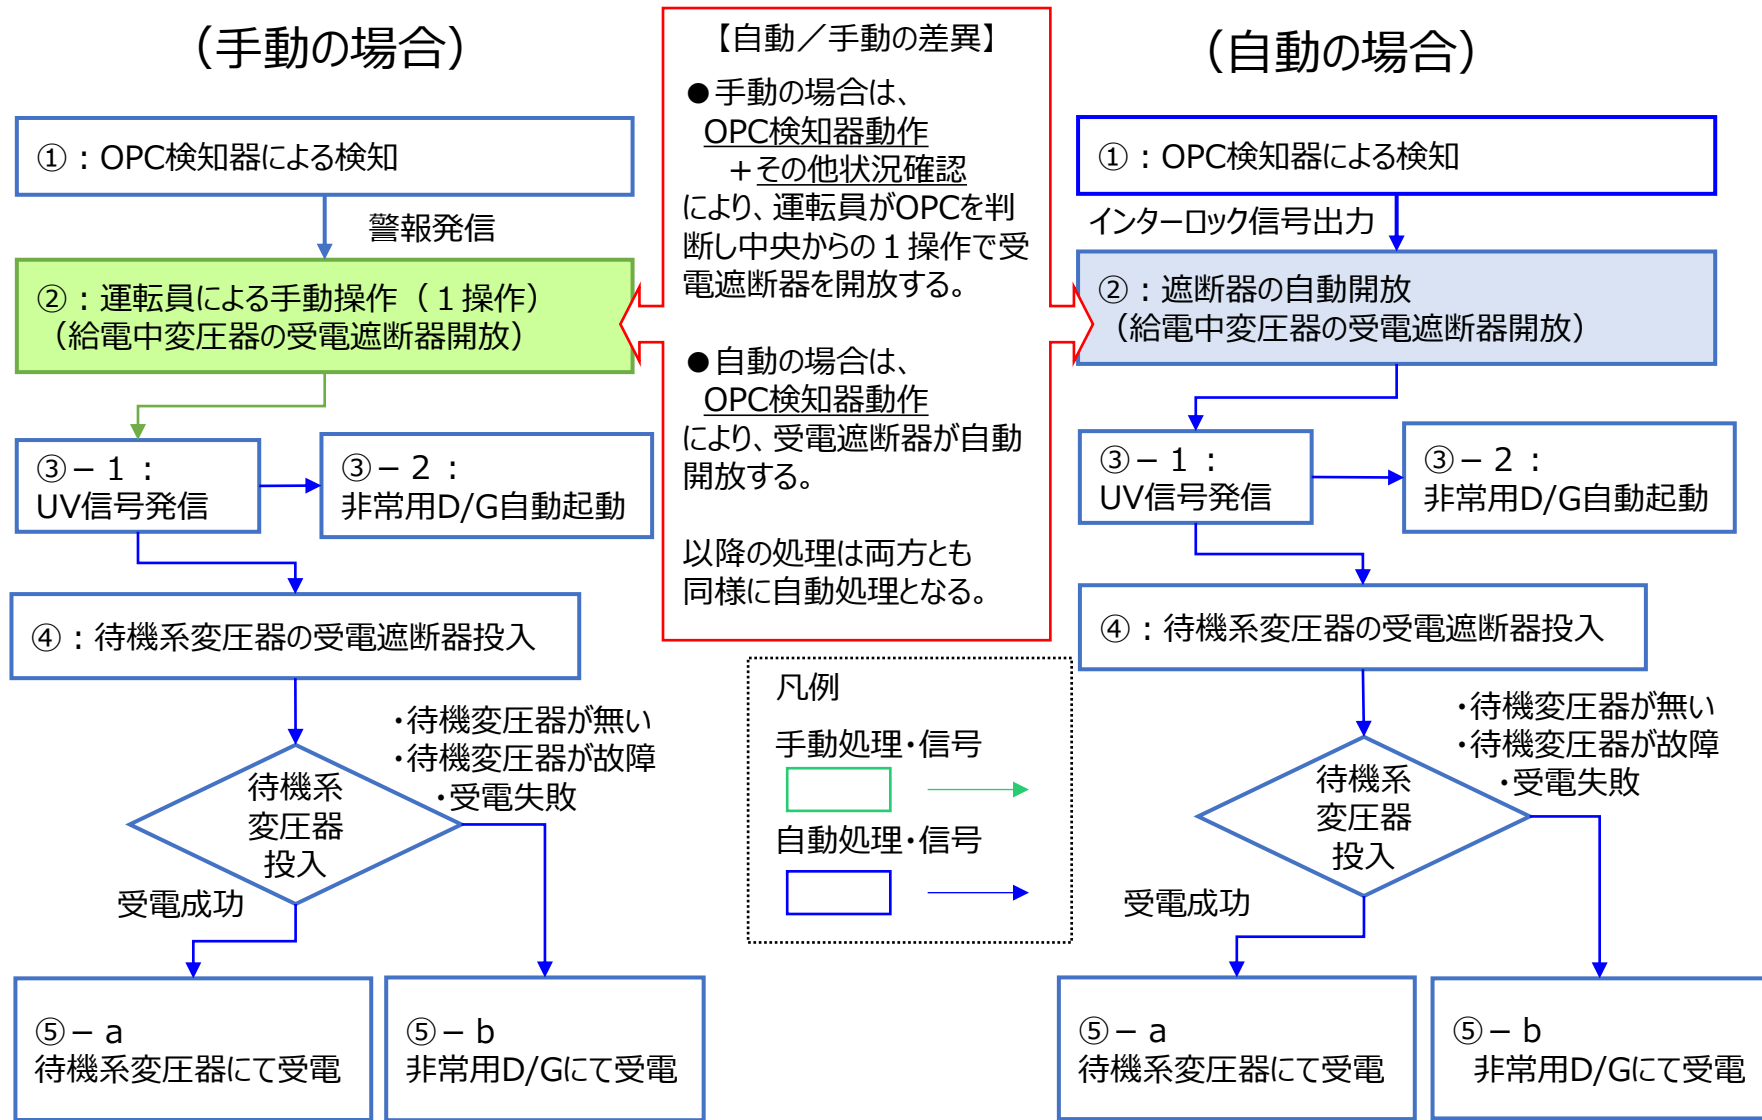 （手動の場合）
①：OPC検知器による検知
警報発信
②：運転員による手動操作（１操作）
（給電中変圧器の受電遮断器開放）
③－１：
UV信号発信
③－２：
非常用D/G自動起動
④：待機系変圧器の受電遮断器投入
・待機変圧器が無い
・待機変圧器が故障
・受電失敗
待機系
変圧器
投入
受電成功
⑤－a
待機系変圧器にて受電
⑤－b
非常用D/Gにて受電
【自動／手動の差異】
●手動の場合は、
OPC検知器動作
＋その他状況確認
により、運転員がOPCを判
断し中央からの１操作で受
電遮断器を開放する。
●自動の場合は、
OPC検知器動作
により、受電遮断器が自動
開放する。
以降の処理は両方とも
同様に自動処理となる。
凡例
手動処理・信号
自動処理・信号
（自動の場合）
①：OPC検知器による検知
インターロック信号出力
②：遮断器の自動開放
（給電中変圧器の受電遮断器開放）
③－１：
UV信号発信
③－２：
非常用D/G自動起動
④：待機系変圧器の受電遮断器投入
・待機変圧器が無い
・待機変圧器が故障
・受電失敗
待機系
変圧器
投入
受電成功
⑤－a
待機系変圧器にて受電
⑤－b
非常用D/Gにて受電